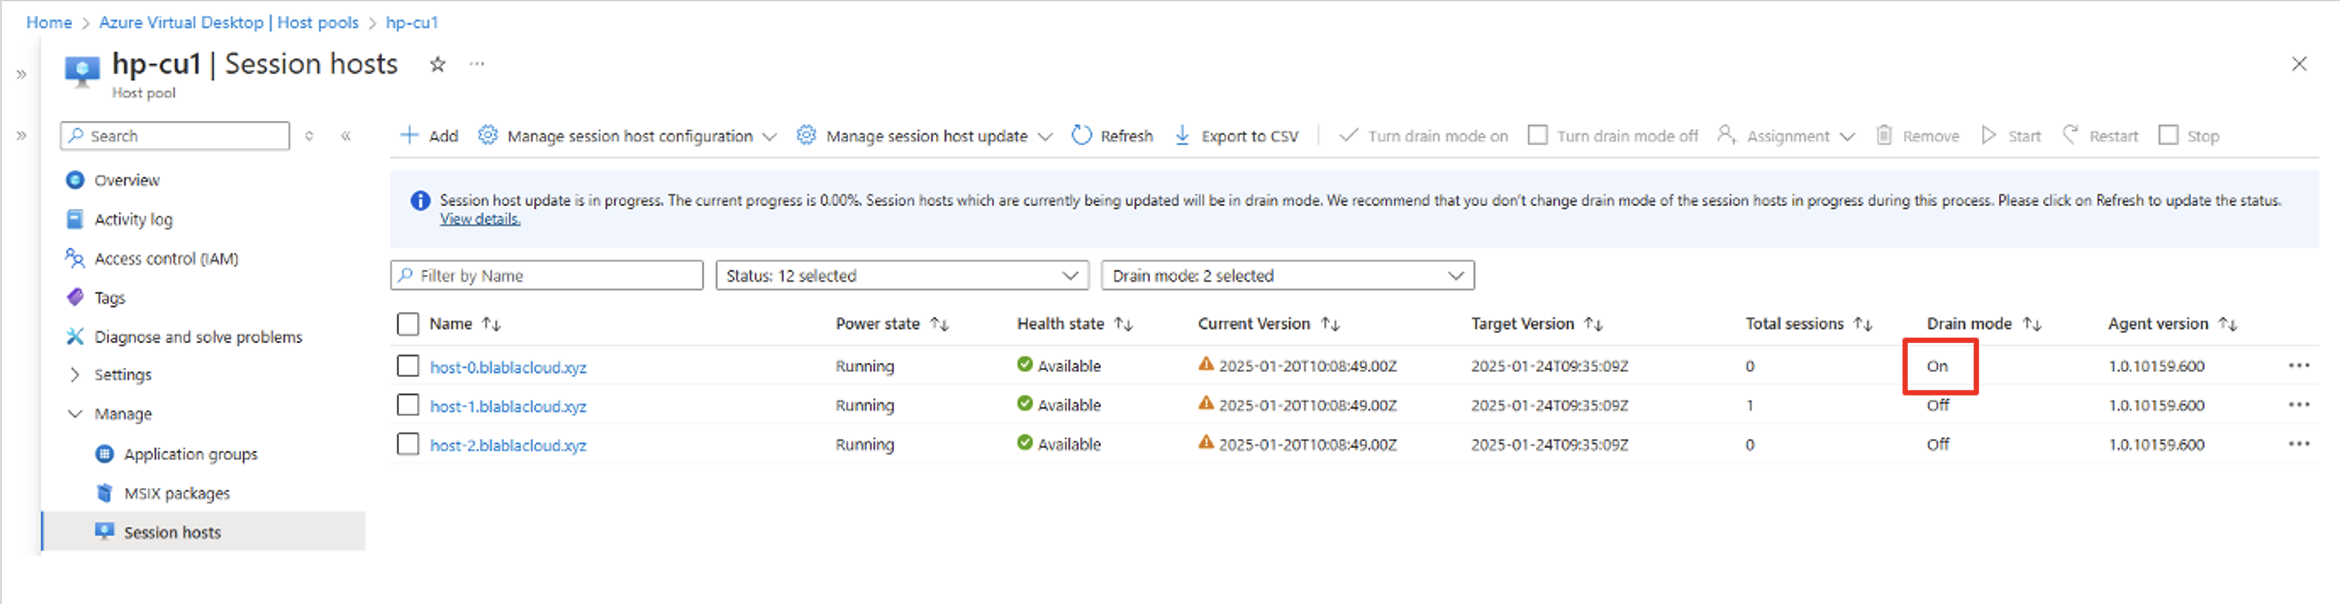 Home > Azure Virtual Desktop | Host pools > hp-cu1
hp-cu1 | Session hosts
Host pool
Search
Add Manage session host configuration Manage session host update Refresh Export to CSV Turn drain mode on Turn drain mode off Assignment Remove Start Restart Stop
Overview
Activity log
Access control (IAM)
Tags
Diagnose and solve problems
Settings
Manage
Application groups
MSIX packages
Session hosts
Session host update is in progress. The current progress is 0.00%. Session hosts which are currently being updated will be in drain mode. We recommend that you don't change drain mode of the session hosts in progress during this process. Please click on Refresh to update the status.
View details.
Filter by Name Status: 12 selected Drain mode: 2 selected
Name Power state Health state Current Version Target Version Total sessions Drain mode Agent version
host-0.blablacloud.xyz Running Available 2025-01-20T10:08:49.00Z 2025-01-24T09:35:09Z 0 On 1.0.10159.600
host-1.blablacloud.xyz Running Available 2025-01-20T10:08:49.00Z 2025-01-24T09:35:09Z 1 Off 1.0.10159.600
host-2.blablacloud.xyz Running Available 2025-01-20T10:08:49.00Z 2025-01-24T09:35:09Z 0 Off 1.0.10159.600